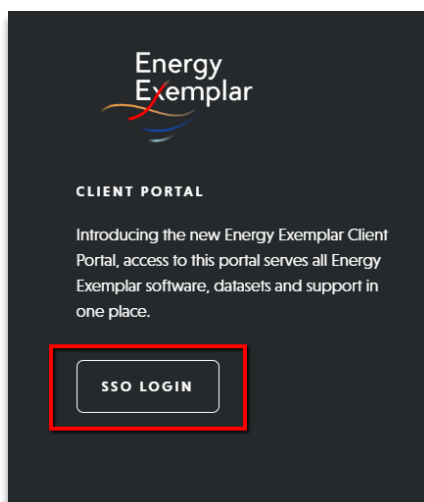 Energy
Exemplar
CLIENT PORTAL
Introducing the new Energy Exemplar Client
Portal, access to this portal serves all Energy
Exemplar software, datasets and support in
one place.
SSO LOGIN